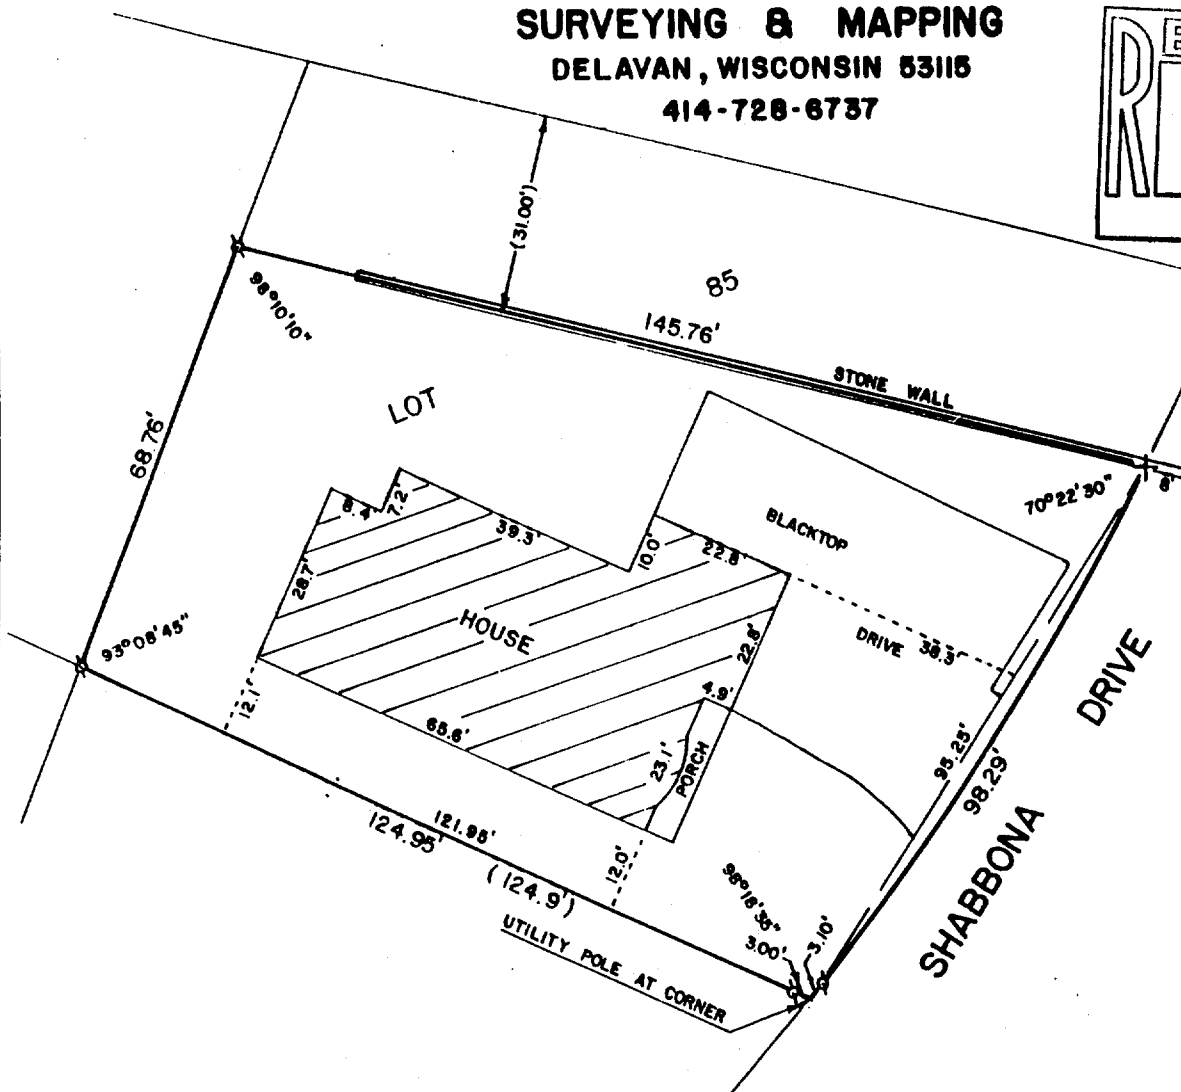 SURVEYING & MAPPING
DELAVAN, WISCONSIN 53115
414-728-6737
R
(31.00')
85
145.76'
STONE WALL
98°10'10"
LOT
68.76'
70°22'30"
8'
8.4'
7.2'
39.3'
10.0'
22.8'
BLACKTOP
28.7'
HOUSE
22.8'
DRIVE 38.3'
93°08'45"
12.1'
65.6'
4.9'
23.1'
PORCH
95.25'
98.29'
SHABBONA DRIVE
121.95'
124.95'
(124.9')
12.0'
98°18'35"
3.00'
3.10'
UTILITY POLE AT CORNER